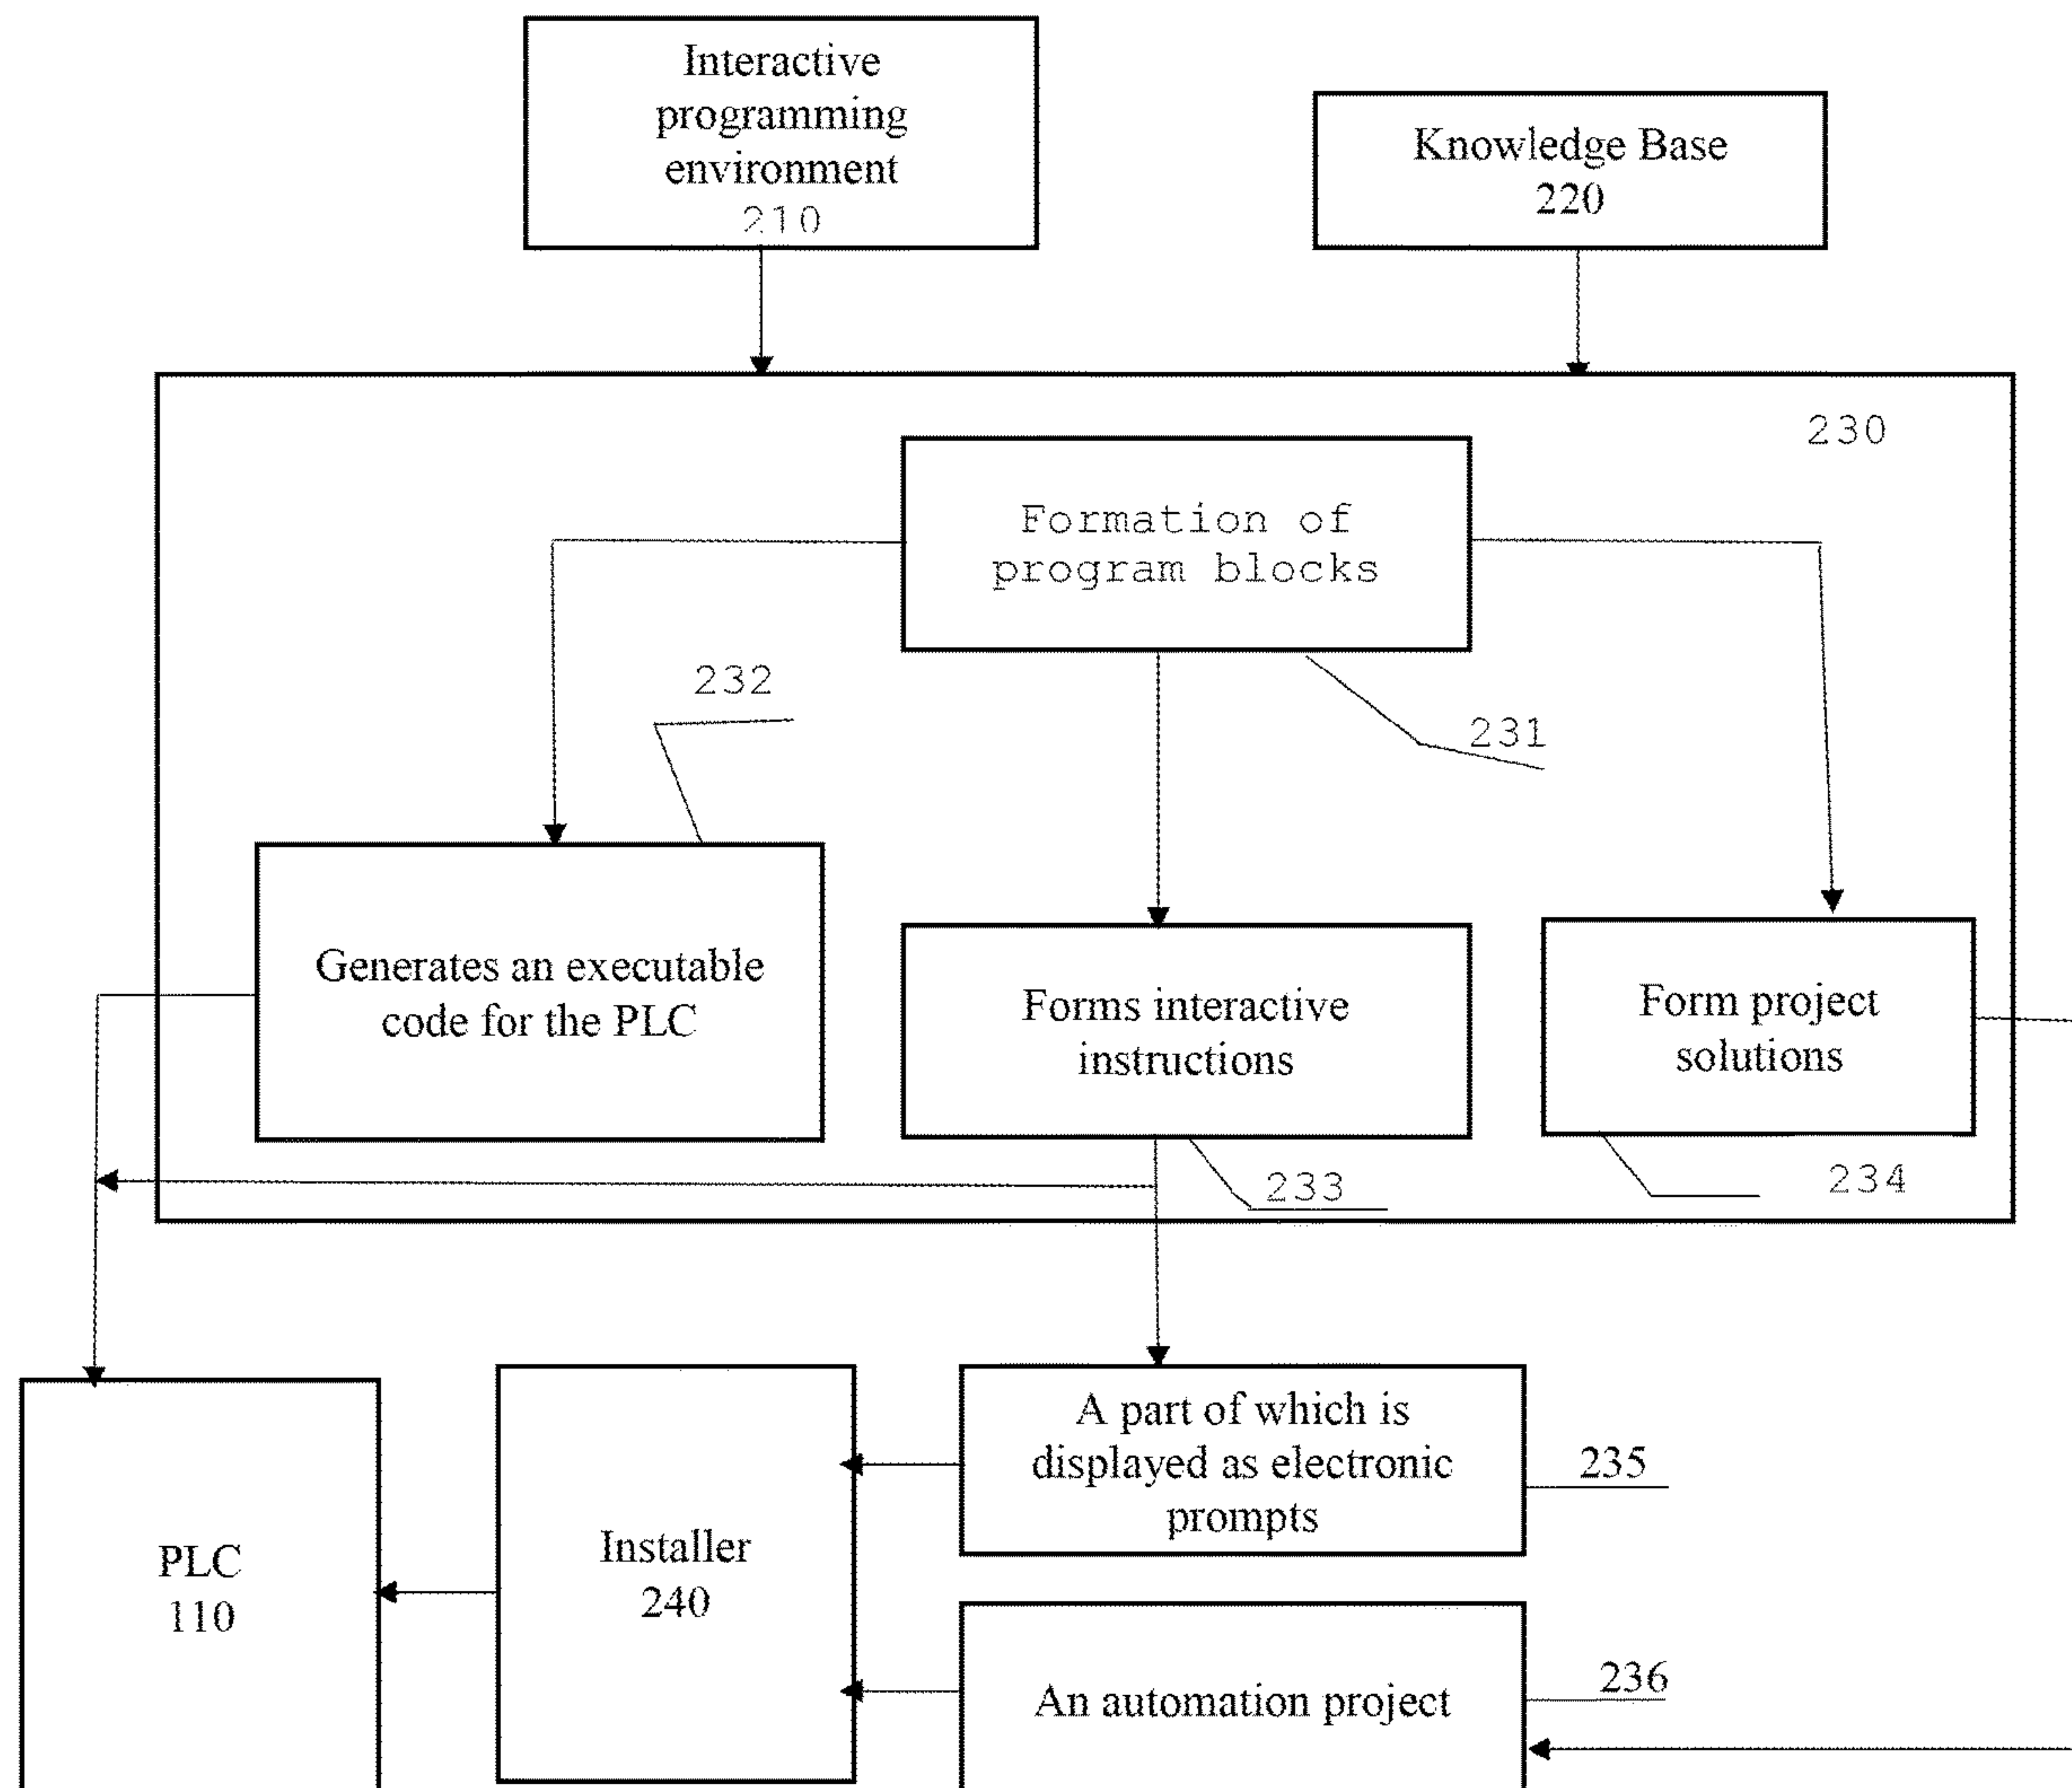 Interactive
programming
environment
210
Knowledge Base
220
230
Formation of
program blocks
232
231
Generates an executable
code for the PLC
Forms interactive
instructions
Form project
solutions
233
234
A part of which is
displayed as electronic
prompts
235
PLC
110
Installer
240
An automation project
236